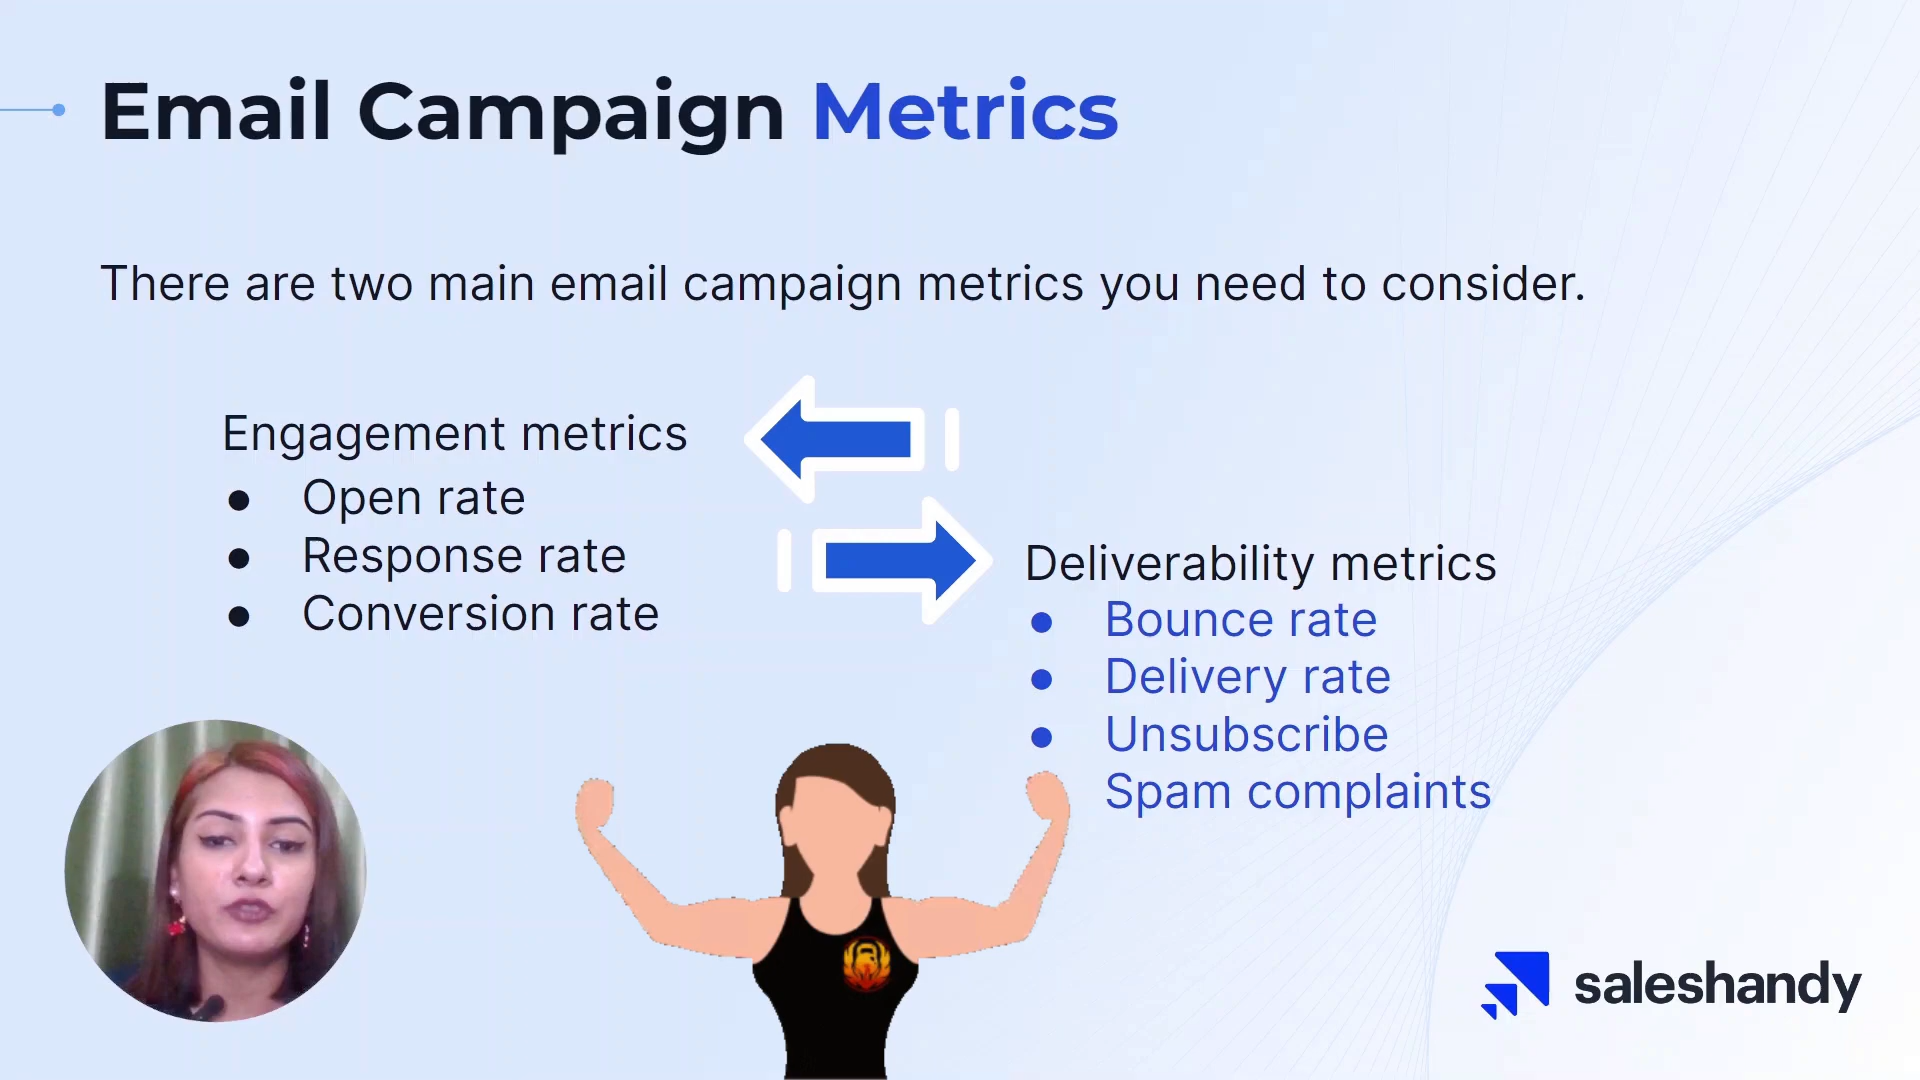 Email Campaign Metrics
There are two main email campaign metrics you need to consider.
Engagement metrics
● Open rate
● Response rate
● Conversion rate
Deliverability metrics
● Bounce rate
● Delivery rate
● Unsubscribe
Spam complaints
saleshandy